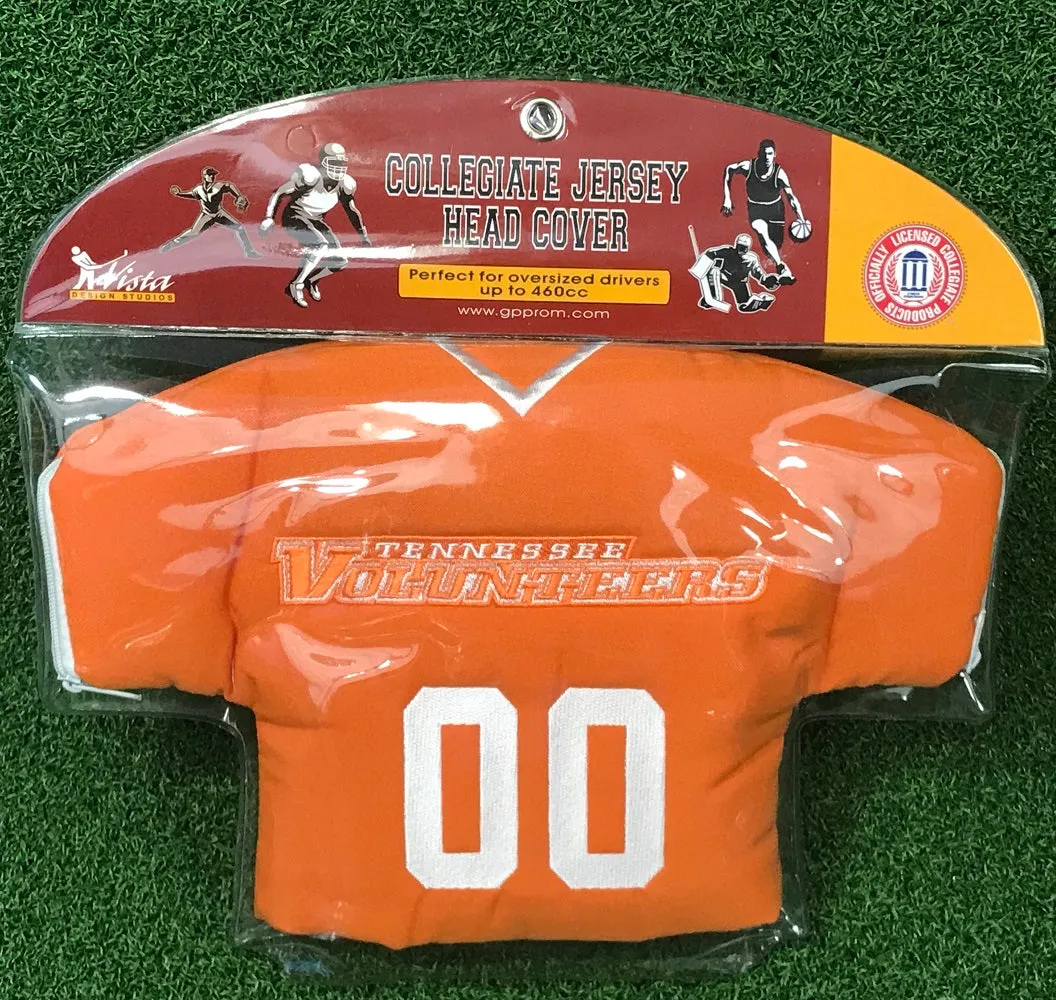 COLLEGIATE JERSEY
HEAD COVER
Vista
DESIGN STUDIOS
Perfect for oversized drivers
up to 460cc
www.gpprom.com
OFFICIALLY LICENSED COLLEGIATE PRODUCTS
TENNESSEE
VOLUNTEERS
00